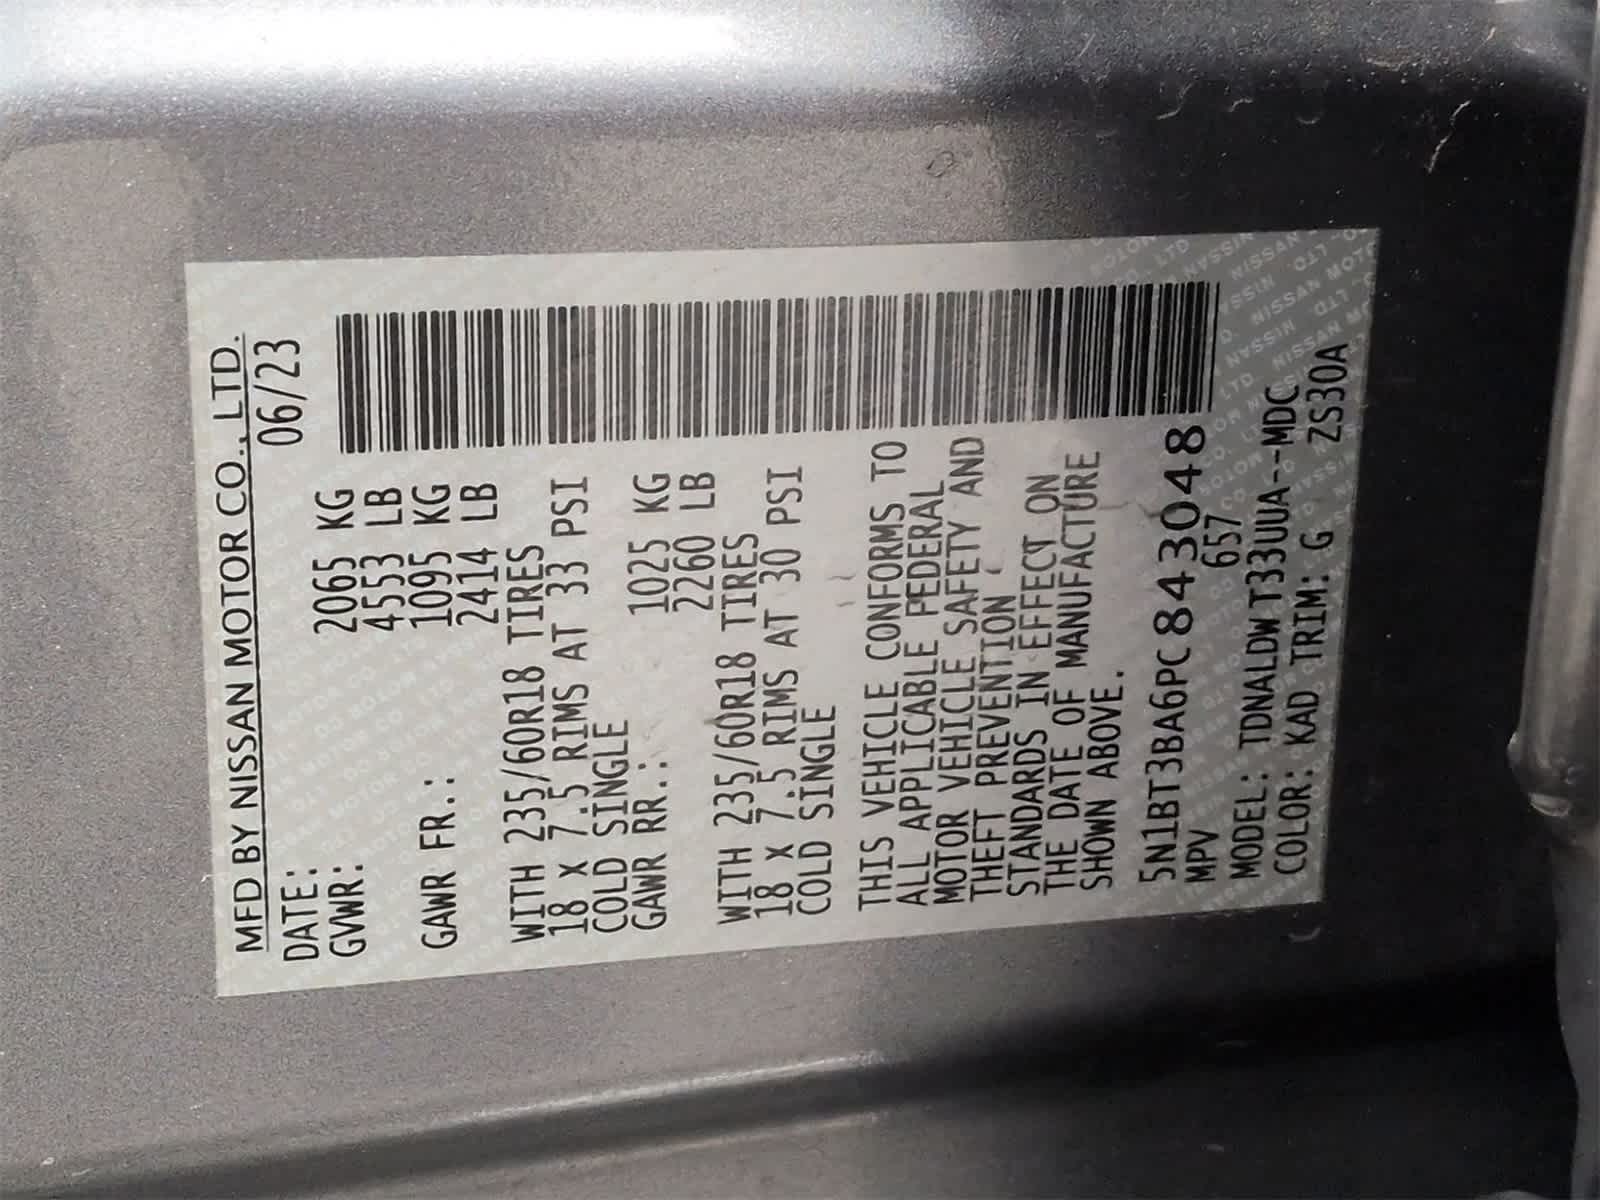 MFD BY NISSAN MOTOR CO., LTD.
DATE: 06/23
GVWR: 2065 KG
4553 LB
GAWR FR.: 1095 KG
2414 LB
WITH 235/60R18 TIRES
18 X 7.5 RIMS AT 33 PSI
COLD SINGLE
GAWR RR.: 1025 KG
2260 LB
WITH 235/60R18 TIRES
18 X 7.5 RIMS AT 30 PSI
COLD SINGLE
THIS VEHICLE CONFORMS TO
ALL APPLICABLE PEDERAL
MOTOR VEHICLE SAFETY AND
THEFT PREVENTION
STANDARDS IN EFFECT ON
THE DATE OF MANUFACTURE
SHOWN ABOVE.
5N1BT3BA6PC843048
MPV 657
MODEL: TDNALDWT33UUA--MDC
COLOR: KAD TRIM: G ZS30A